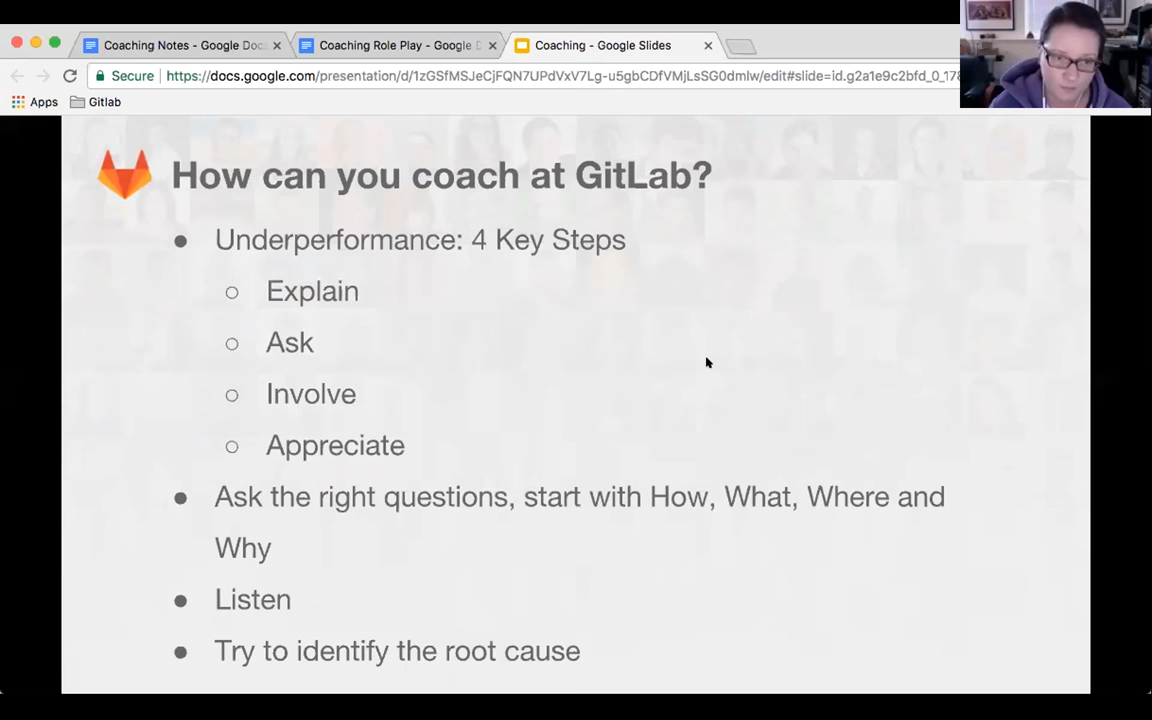 Coaching Notes - Google Doc
Coaching Role Play - Google D
Coaching - Google Slides
Secure
https://docs.google.com/presentation/d/1zGSfMSJeCjFQN7UPdVxV7Lg-u5gbCDfVMjLsSG0dmlw/edit#slide=id.g2a1e9c2bfd_0_178
Apps
Gitlab
How can you coach at GitLab?
● Underperformance: 4 Key Steps
○ Explain
○ Ask
○ Involve
○ Appreciate
● Ask the right questions, start with How, What, Where and
Why
● Listen
● Try to identify the root cause